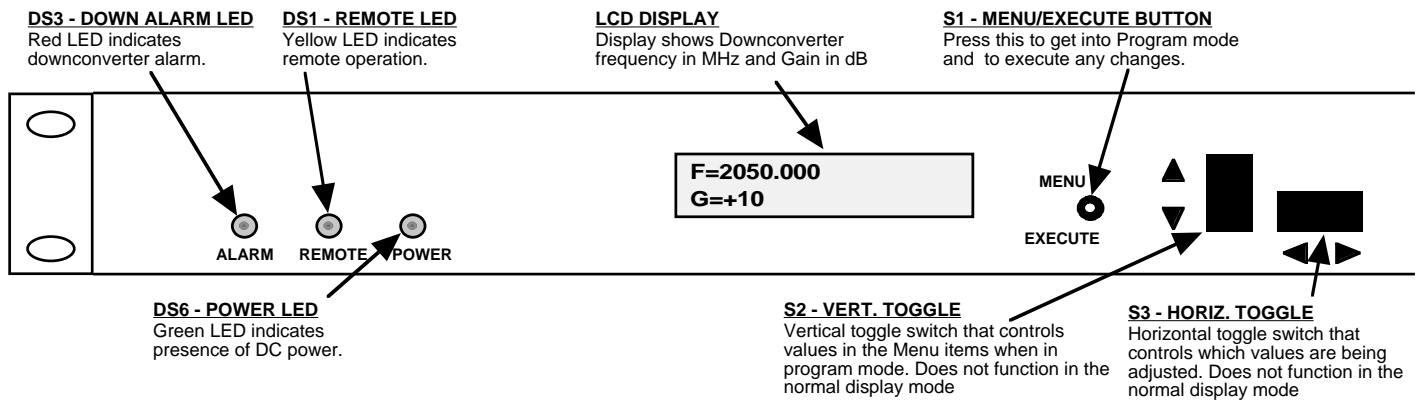 DS3 - DOWN ALARM LED
Red LED indicates
downconverter alarm.
DS1 - REMOTE LED
Yellow LED indicates
remote operation.
LCD DISPLAY
Display shows Downconverter
frequency in MHz and Gain in dB
S1 - MENU/EXECUTE BUTTON
Press this to get into Program mode
and  to execute any changes.
F=2050.000
G=+10
MENU
EXECUTE
ALARM
REMOTE
POWER
DS6 - POWER LED
Green LED indicates
presence of DC power.
S2 - VERT. TOGGLE
Vertical toggle switch that controls
values in the Menu items when in
program mode. Does not function in the
normal display mode
S3 - HORIZ. TOGGLE
Horizontal toggle switch that
controls which values are being
adjusted. Does not function in the
normal display mode